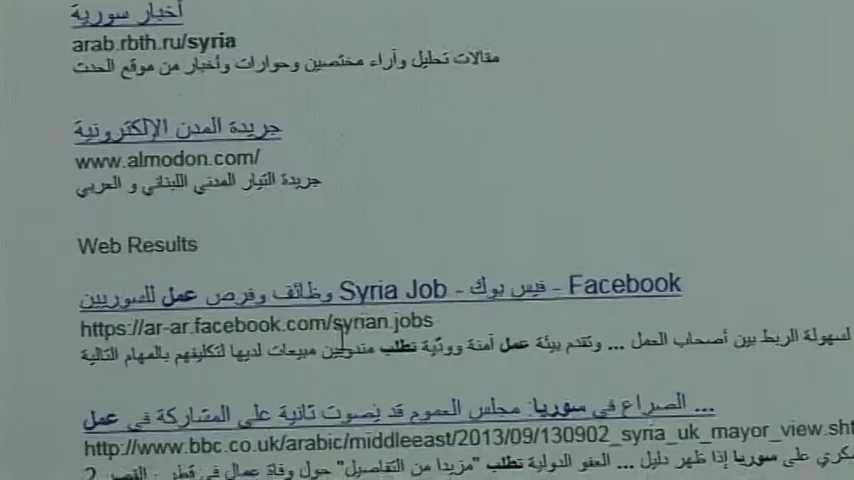 أخبار سورية
arab.rbth.ru/syria
مقالات تحليل وآراء مختصين وحوارات وأخبار من موقع الحدث
جريدة المدن الإلكترونية
www.almodon.com/
جريدة التيار المدني اللبناني و العربي
Web Results
وظائف وفرص عمل للسوريين Syria Job - فيس بوك - Facebook
https://ar-ar.facebook.com/syrian.jobs
لسهولة الربط بين أصحاب العمل ... وتقدم بيئة عمل آمنة ووثية تطلب مندوبين مبيعات لديها لتكليفهم بالمهام التالية
الصراع في سوريا: مجلس العموم قد يصوت ثانية على المشاركة في عمل ...
http://www.bbc.co.uk/arabic/middleeast/2013/09/130902_syria_uk_mayor_view.sht
على سوريا إذا ظهر دليل ... العفو الدولية تطلب "مزيدا من التفاصيل" حول وفاة عمال في قطر - القصر 2